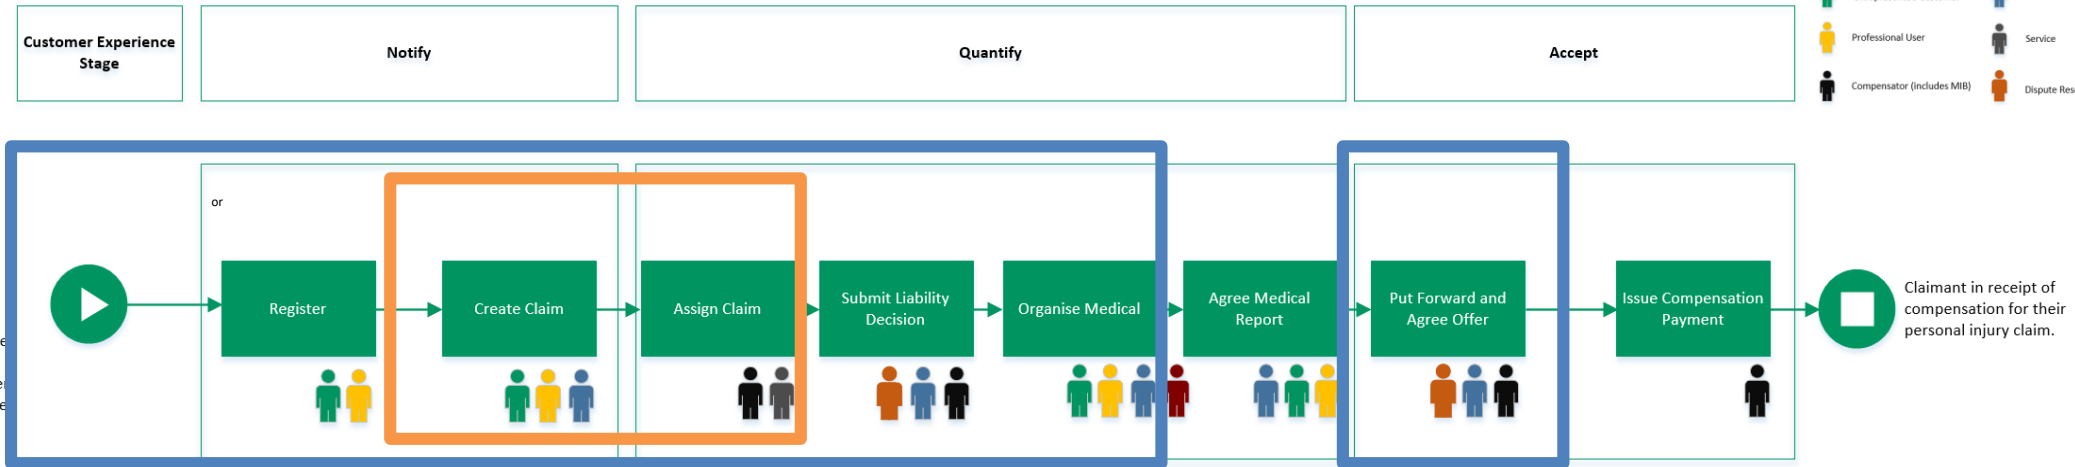 Customer Experience
Stage
Notify
Quantify
Accept
Professional User
Service
Compensator (includes MIB)
Dispute Res
or
Register
Create Claim
Assign Claim
Submit Liability
Decision
Organise Medical
Agree Medical
Report
Put Forward and
Agree Offer
Issue Compensation
Payment
Claimant in receipt of
compensation for their
personal injury claim.